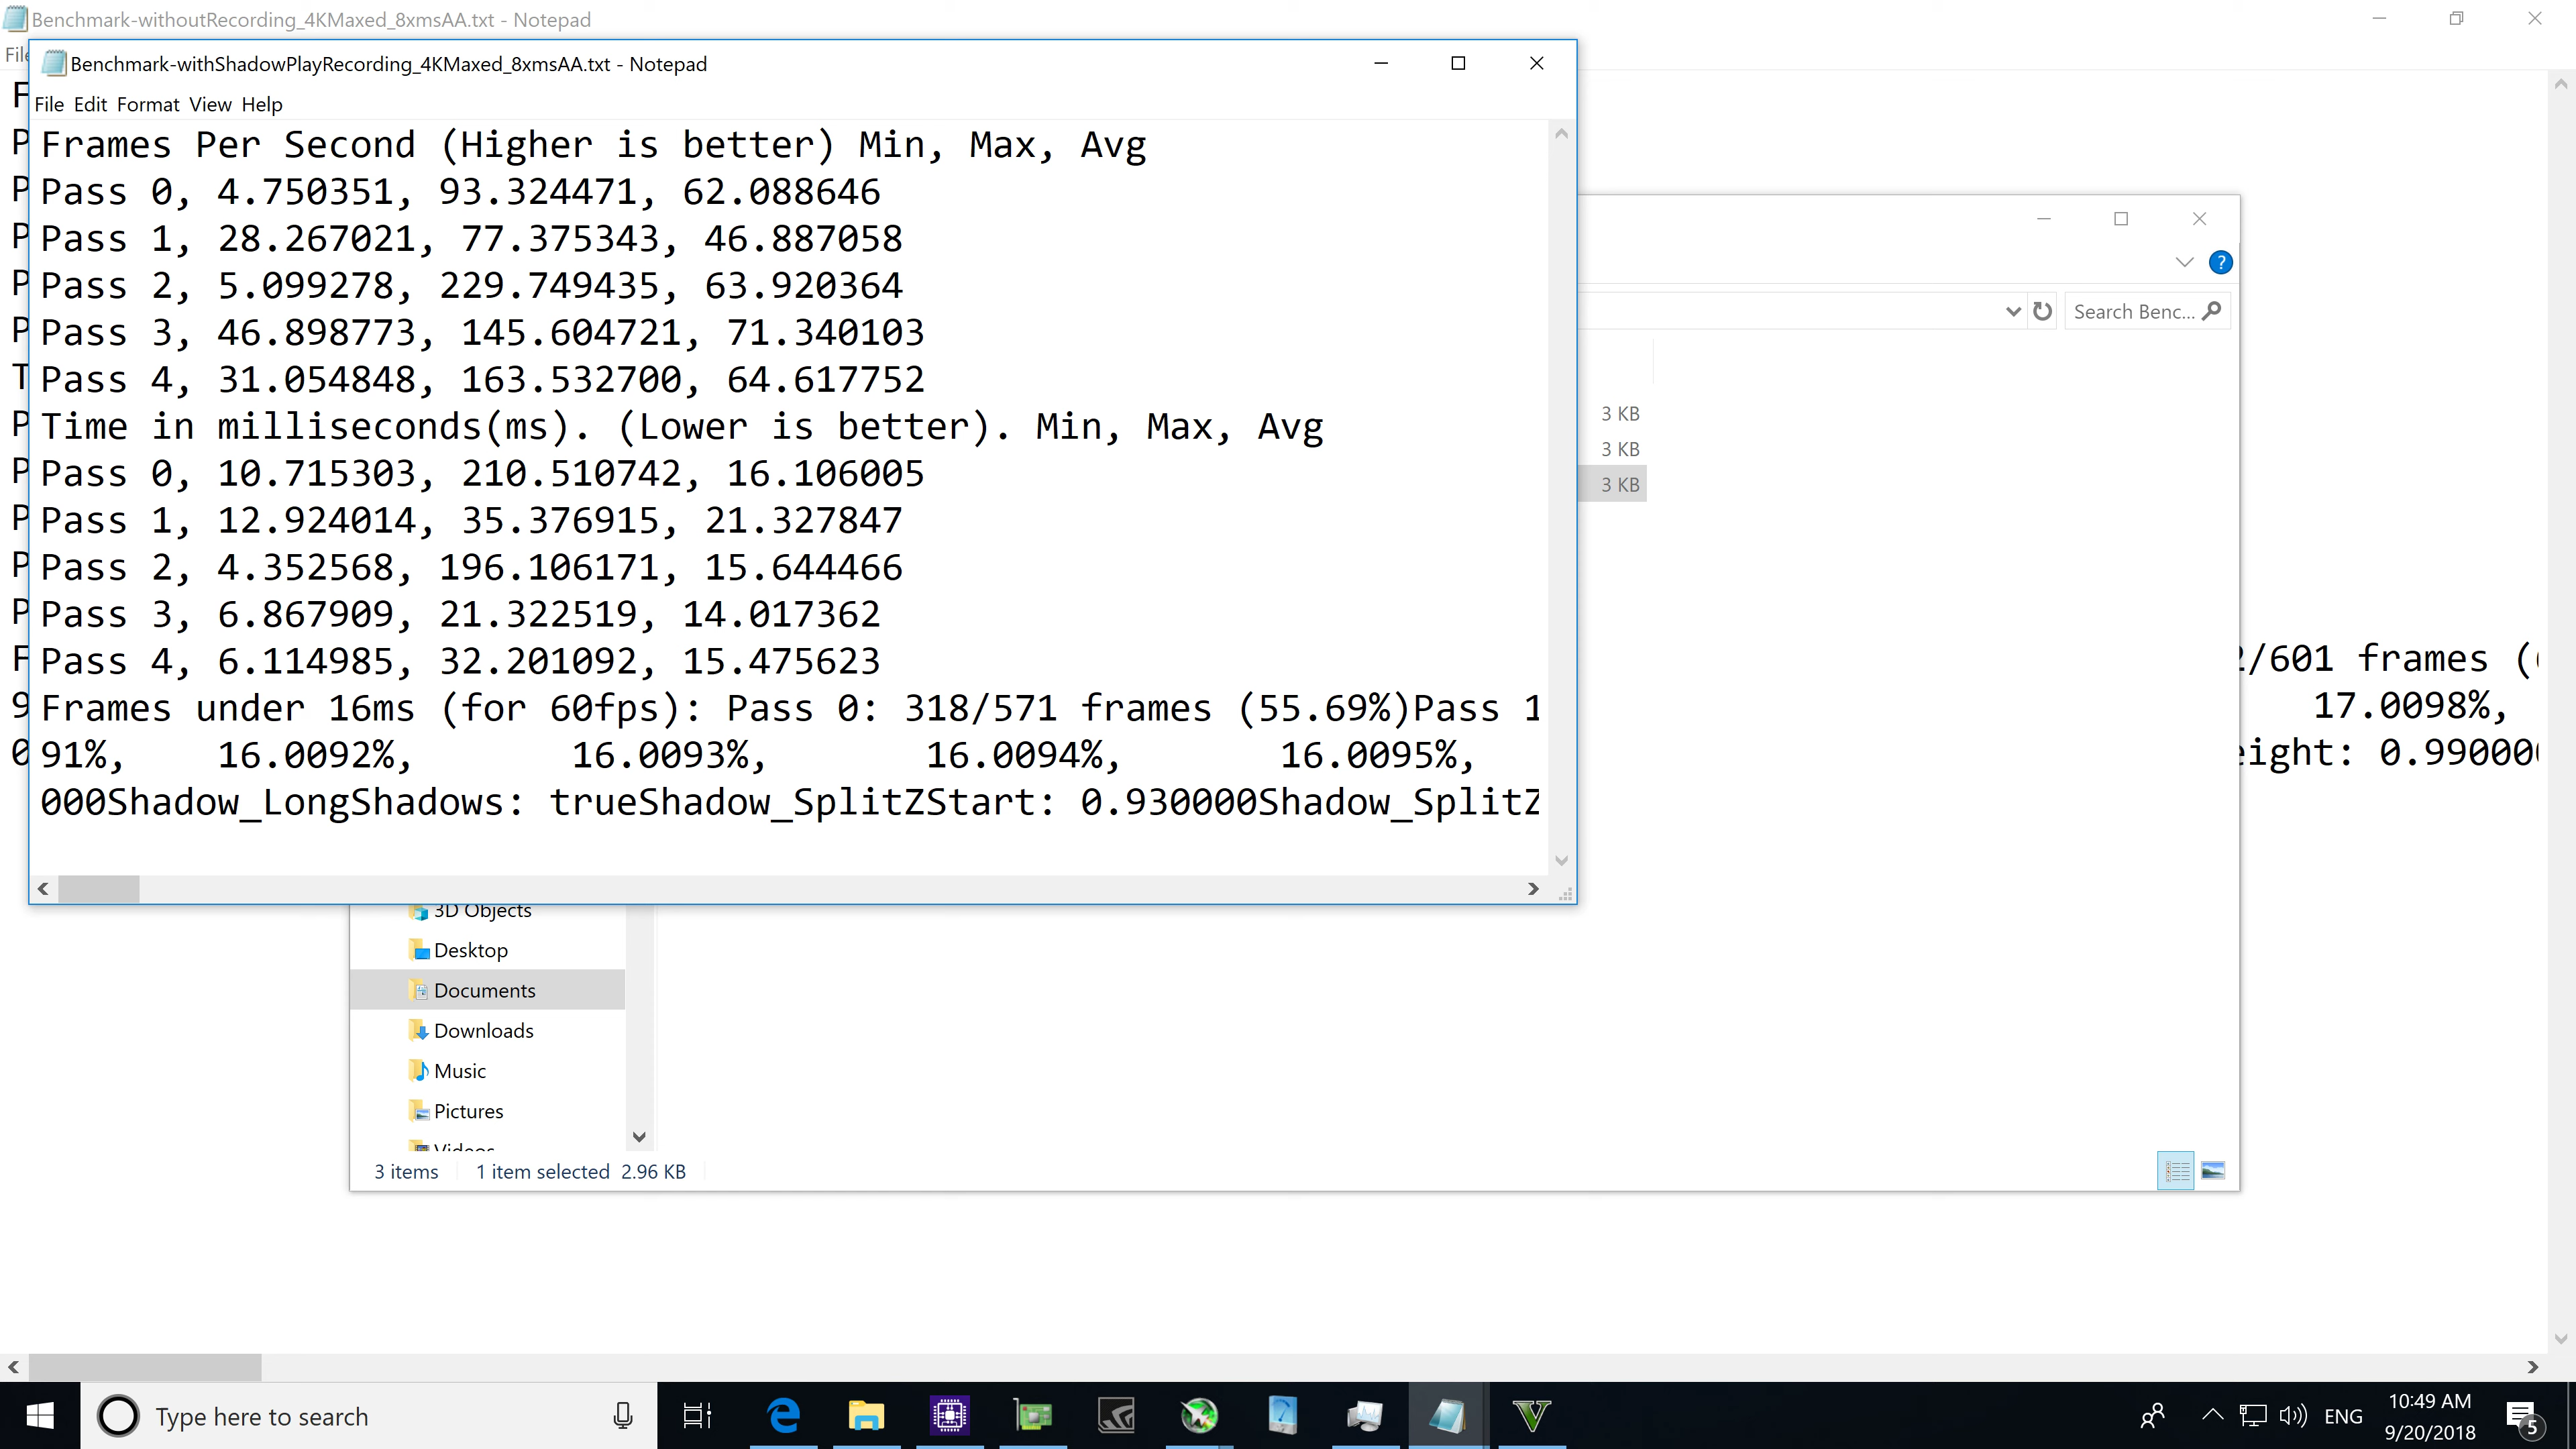 Benchmark-withoutRecording_4KMaxed_8xmsAA.txt - Notepad
Benchmark-withShadowPlayRecording_4KMaxed_8xmsAA.txt - Notepad
File Edit Format View Help
Frames Per Second (Higher is better) Min, Max, Avg
Pass 0, 4.750351, 93.324471, 62.088646
Pass 1, 28.267021, 77.375343, 46.887058
Pass 2, 5.099278, 229.749435, 63.920364
Pass 3, 46.898773, 145.604721, 71.340103
Pass 4, 31.054848, 163.532700, 64.617752
Time in milliseconds(ms). (Lower is better). Min, Max, Avg
Pass 0, 10.715303, 210.510742, 16.106005
Pass 1, 12.924014, 35.376915, 21.327847
Pass 2, 4.352568, 196.106171, 15.644466
Pass 3, 6.867909, 21.322519, 14.017362
Pass 4, 6.114985, 32.201092, 15.475623
Frames under 16ms (for 60fps): Pass 0: 318/571 frames (55.69%)Pass 1
91%, 16.0092%, 16.0093%, 16.0094%, 16.0095%,
000Shadow_LongShadows: trueShadow_SplitZStart: 0.930000Shadow_SplitZ
Search Benc...
3 KB
3 KB
3 KB
/601 frames (
17.0098%,
eight: 0.99000
3D Objects
Desktop
Documents
Downloads
Music
Pictures
Videos
3 items 1 item selected 2.96 KB
Type here to search
ENG
10:49 AM
9/20/2018
5